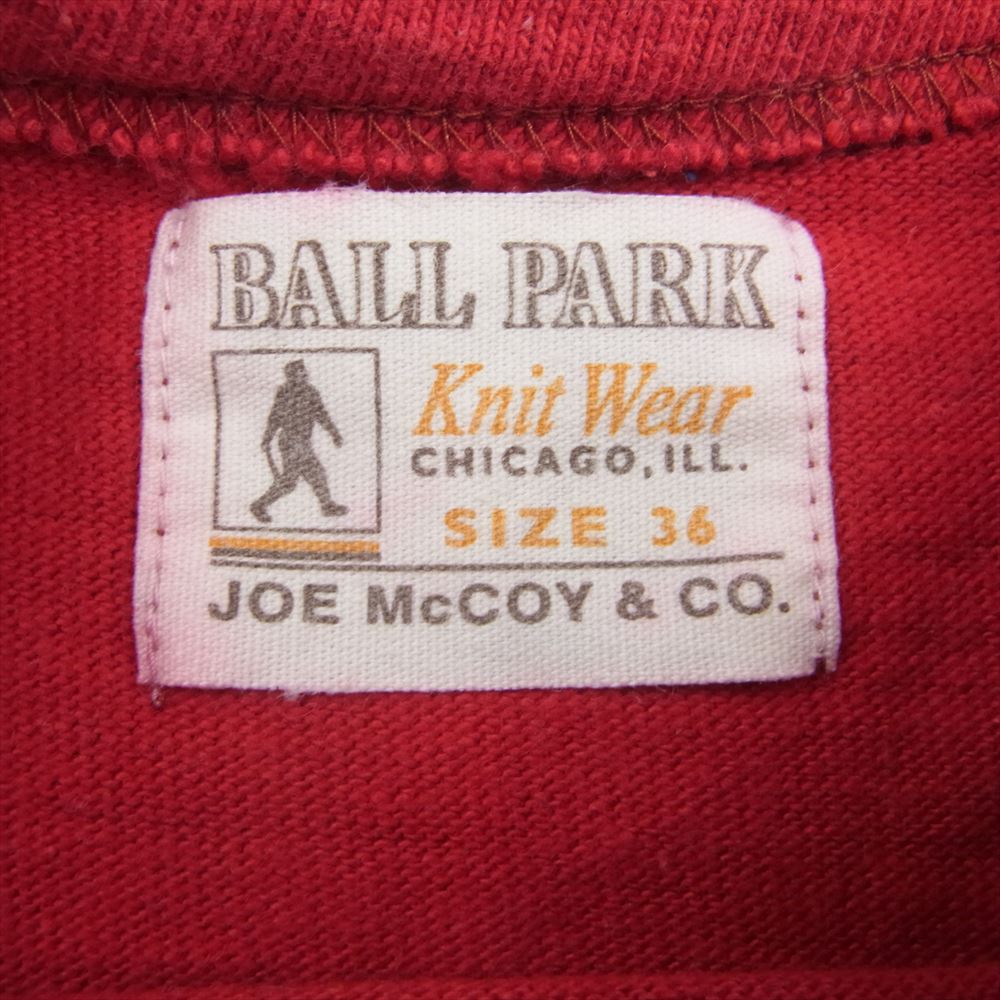 BALL PARK
Knit Wear
CHICAGO, ILL.
SIZE 36
JOE McCOY & CO.